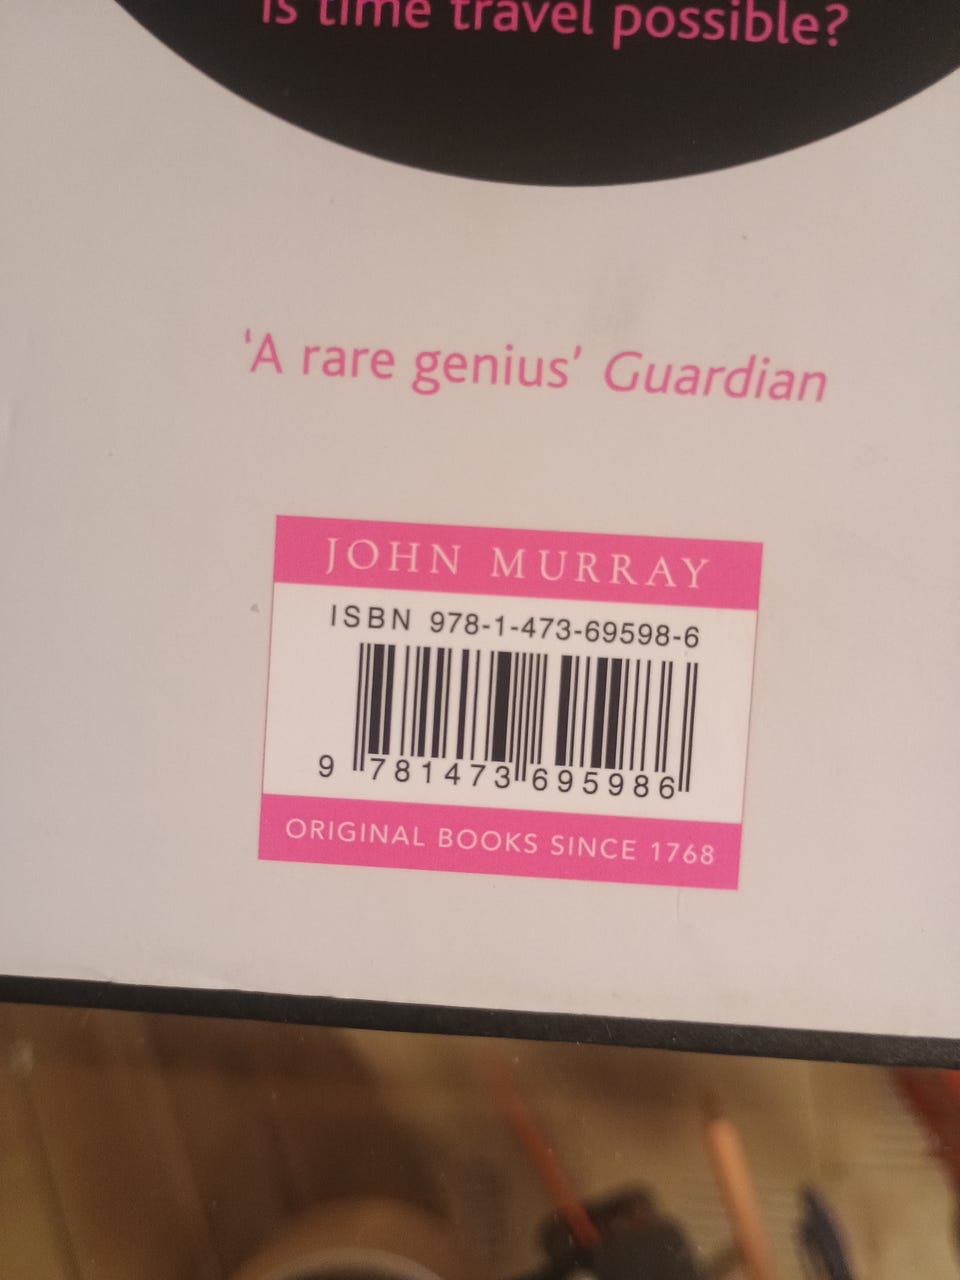 is time travel possible?
‘A rare genius’ Guardian
JOHN MURRAY
ISBN 978-1-473-69598-6
9 781473 695986
ORIGINAL BOOKS SINCE 1768